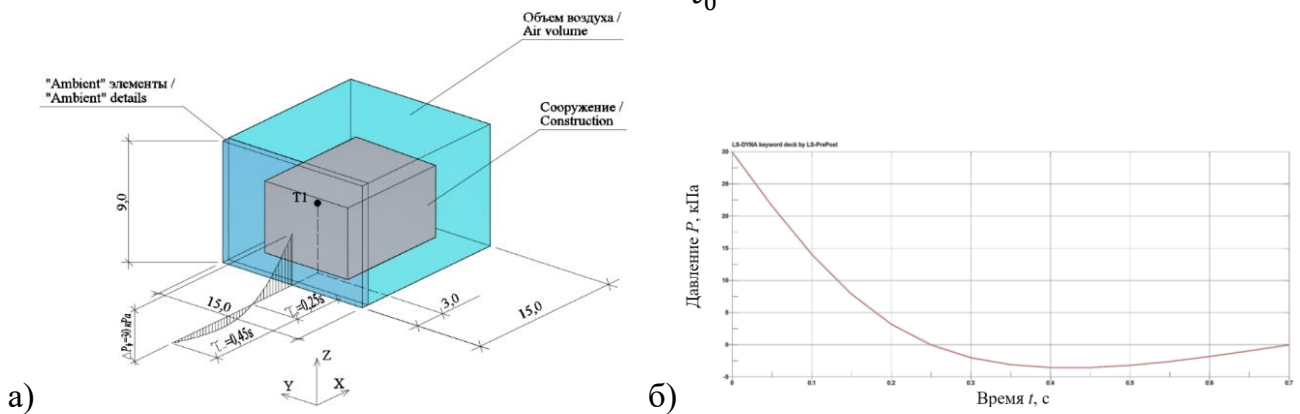 0
Объем воздуха /
Air volume
"Ambient" элементы /
"Ambient" details
Сооружение /
Construction
T1
9,0
15,0
τ₋=0,25s
τ₋=0,45s
3,0
15,0
ΔPф=30 кPa
Z
Y
X
а)
LS-DYNA keyword deck by LS-PrePost
Давление P, кПа
30
25
20
15
10
5
0
-5
0
0.1
0.2
0.3
0.4
0.5
0.6
0.7
Время t, с
б)